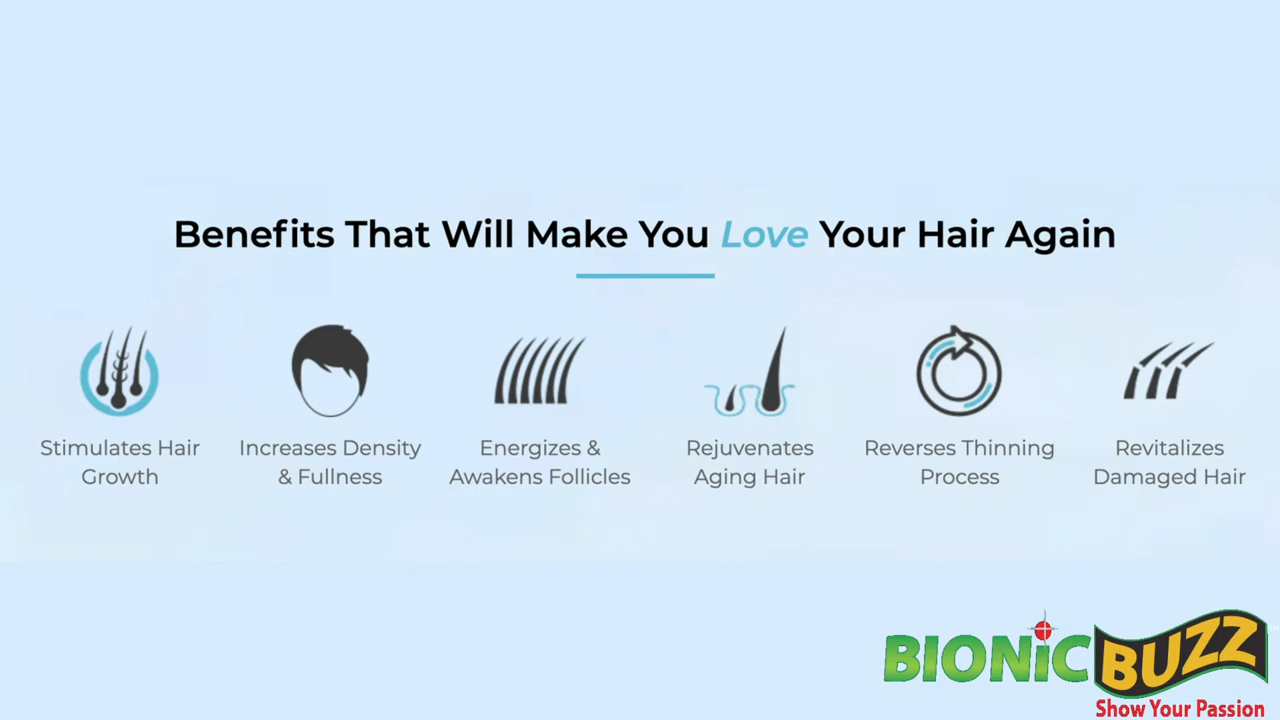 Benefits That Will Make You Love Your Hair Again
Stimulates Hair
Growth
Increases Density
& Fullness
Energizes &
Awakens Follicles
Rejuvenates
Aging Hair
Reverses Thinning
Process
Revitalizes
Damaged Hair
BIONiC BUZZ
Show Your Passion